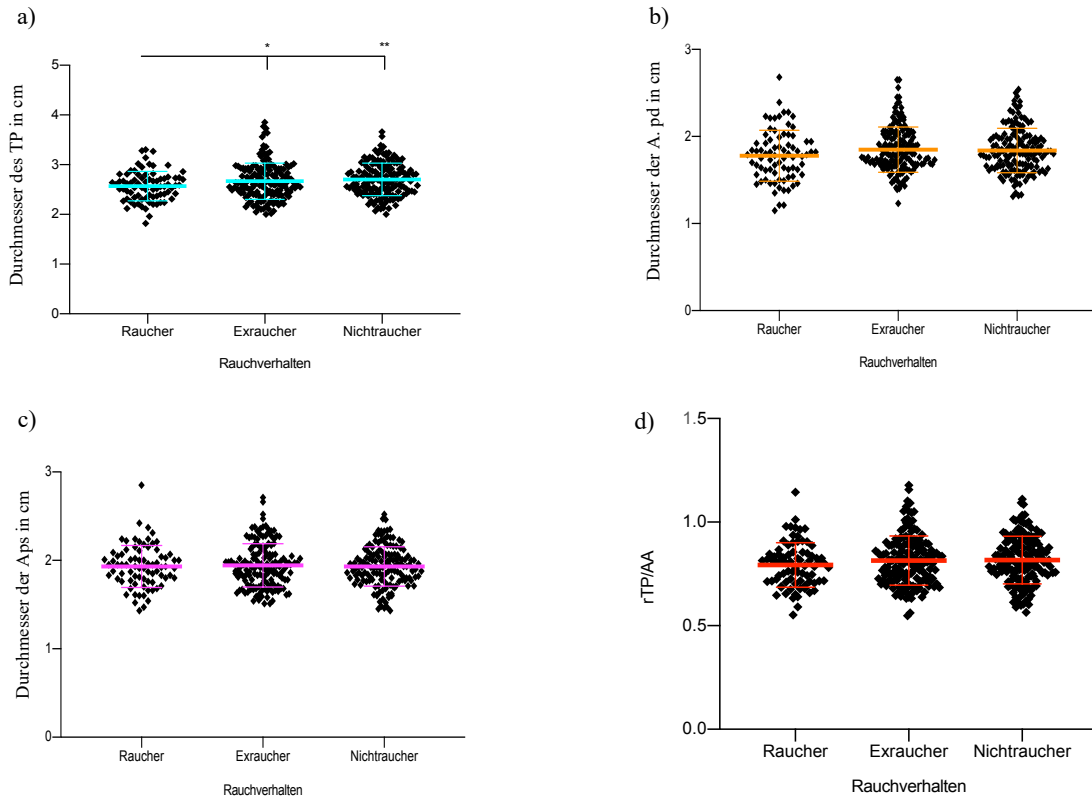 a)
* **
Durchmesser des TP in cm
5
4
3
2
1
0
Raucher Exraucher Nichtraucher
Rauchverhalten
b)
Durchmesser der A. pd in cm
3
2
1
0
Raucher Exraucher Nichtraucher
Rauchverhalten
c)
Durchmesser der Aps in cm
3
2
1
0
Raucher Exraucher Nichtraucher
Rauchverhalten
d)
rTP/AA
1.5
1.0
0.5
0.0
Raucher Exraucher Nichtraucher
Rauchverhalten